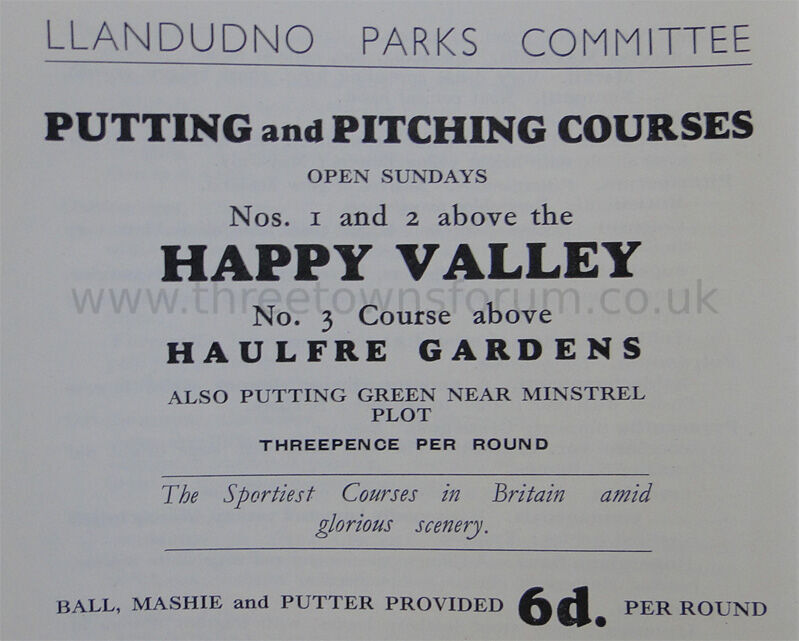 LLANDUDNO PARKS COMMITTEE
PUTTING and PITCHING COURSES
OPEN SUNDAYS
Nos. 1 and 2 above the
HAPPY VALLEY
www.threetownsforum.co.uk
No. 3 Course above
HAULFRE GARDENS
ALSO PUTTING GREEN NEAR MINSTREL
PLOT
THREEPENCE PER ROUND
The Sportiest Courses in Britain amid
glorious scenery.
BALL, MASHIE and PUTTER PROVIDED 6d. PER ROUND